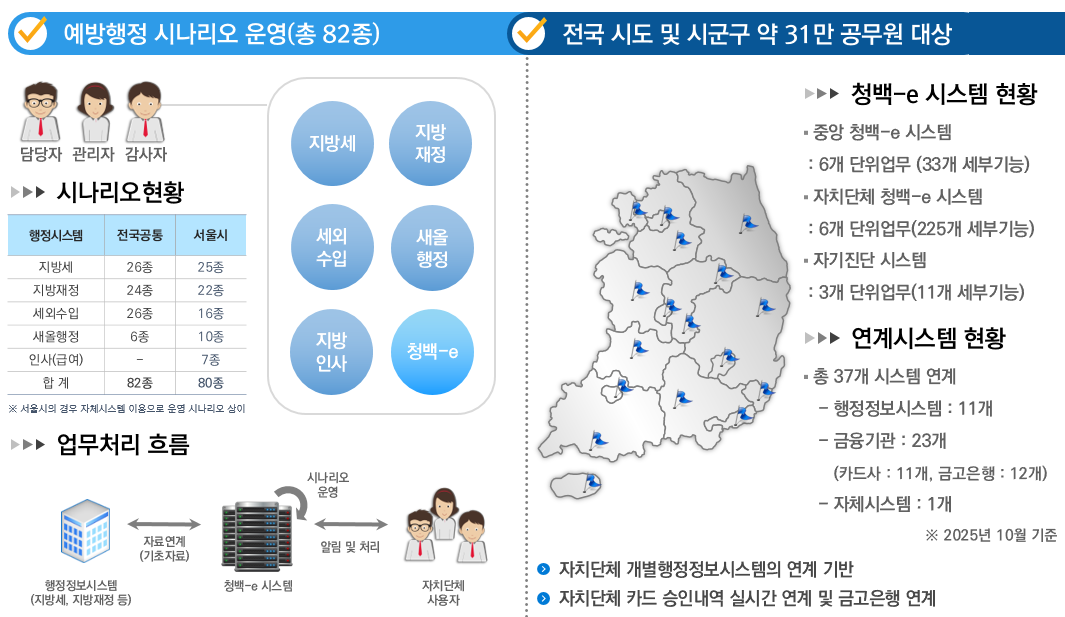 예방행정 시나리오 운영(총 82종)
담당자 관리자 감사자
지방세
지방
재정
세외
수입
새올
행정
지방
인사
청백-e
시나리오현황
행정시스템 전국공통 서울시
지방세 26종 25종
지방재정 24종 22종
세외수입 26종 16종
새올행정 6종 10종
인사(급여) - 7종
합 계 82종 80종
※ 서울시의 경우 자체시스템 이용으로 운영 시나리오 상이
업무처리 흐름
시나리오
운영
자료연계
(기초자료)
알림 및 처리
행정정보시스템
(지방세, 지방재정 등)
청백-e 시스템
자치단체
사용자
전국 시도 및 시군구 약 31만 공무원 대상
청백-e 시스템 현황
▪ 중앙 청백-e 시스템
: 6개 단위업무 (33개 세부기능)
▪ 자치단체 청백-e 시스템
: 6개 단위업무(225개 세부기능)
▪ 자기진단 시스템
: 3개 단위업무(11개 세부기능)
연계시스템 현황
▪ 총 37개 시스템 연계
- 행정정보시스템 : 11개
- 금융기관 : 23개
(카드사 : 11개, 금고은행 : 12개)
- 자체시스템 : 1개
※ 2025년 10월 기준
자치단체 개별행정정보시스템의 연계 기반
자치단체 카드 승인내역 실시간 연계 및 금고은행 연계